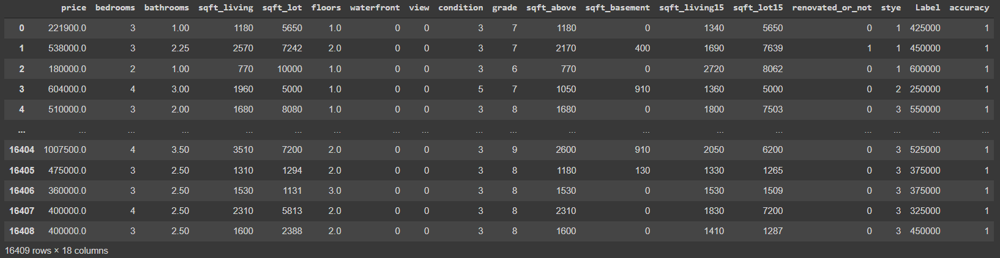 price bedrooms bathrooms sqft_living sqft_lot floors waterfront view condition grade sqft_above sqft_basement sqft_living15 sqft_lot15 renovated_or_not stye Label accuracy
0 221900.0 3 1.00 1180 5650 1.0 0 0 3 7 1180 0 1340 5650 0 1 425000 1
1 538000.0 3 2.25 2570 7242 2.0 0 0 3 7 2170 400 1690 7639 1 1 450000 1
2 180000.0 2 1.00 770 10000 1.0 0 0 3 6 770 0 2720 8062 0 1 600000 1
3 604000.0 4 3.00 1960 5000 1.0 0 0 5 7 1050 910 1360 5000 0 2 250000 1
4 510000.0 3 2.00 1680 8080 1.0 0 0 3 8 1680 0 1800 7503 0 3 550000 1
... ... ... ... ... ... ... ... ... ... ... ... ... ... ... ... ... ... ...
16404 1007500.0 4 3.50 3510 7200 2.0 0 0 3 9 2600 910 2050 6200 0 3 525000 1
16405 475000.0 3 2.50 1310 1294 2.0 0 0 3 8 1180 130 1330 1265 0 3 375000 1
16406 360000.0 3 2.50 1530 1131 3.0 0 0 3 8 1530 0 1530 1509 0 3 375000 1
16407 400000.0 4 2.50 2310 5813 2.0 0 0 3 8 2310 0 1830 7200 0 3 325000 1
16408 400000.0 3 2.50 1600 2388 2.0 0 0 3 8 1600 0 1410 1287 0 3 450000 1
16409 rows × 18 columns